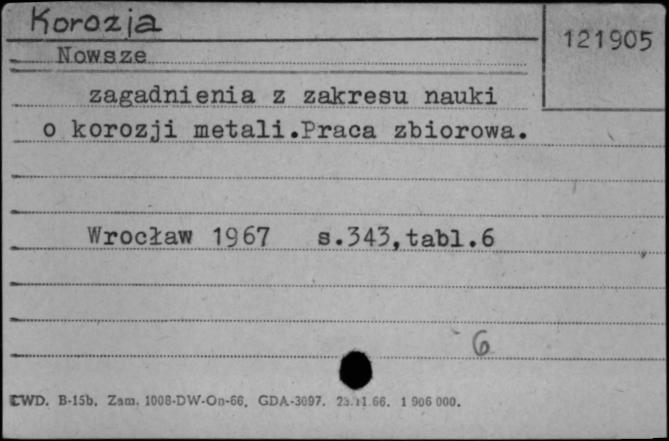 Korozja
121905
Nowsze
zagadnienia z zakresu nauki
o korozji metali.Praca zbiorowa.
Wrocław 1967 s.343,tabl.6
6
CWD. B-15b. Zam. 1008-DW-On-66. GDA-3097. 23.11.66. 1 906 000.